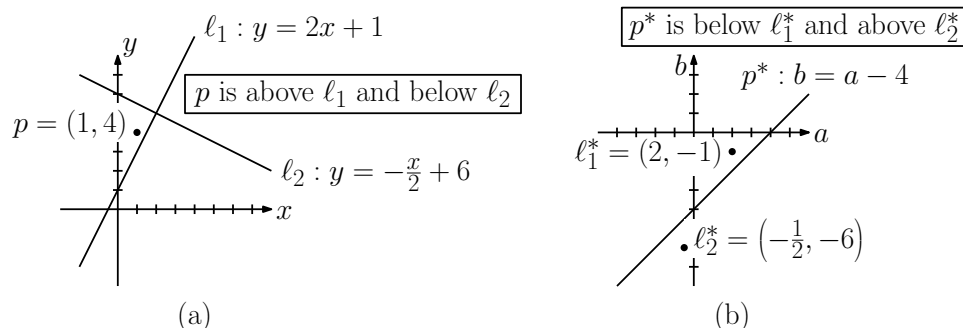 y
ℓ₁ : y = 2x + 1
p is above ℓ₁ and below ℓ₂
p = (1, 4)
ℓ₂ : y = −x/2 + 6
x
(a)
p* is below ℓ₁* and above ℓ₂*
b
p* : b = a − 4
a
ℓ₁* = (2, −1)
ℓ₂* = (−1/2, −6)
(b)